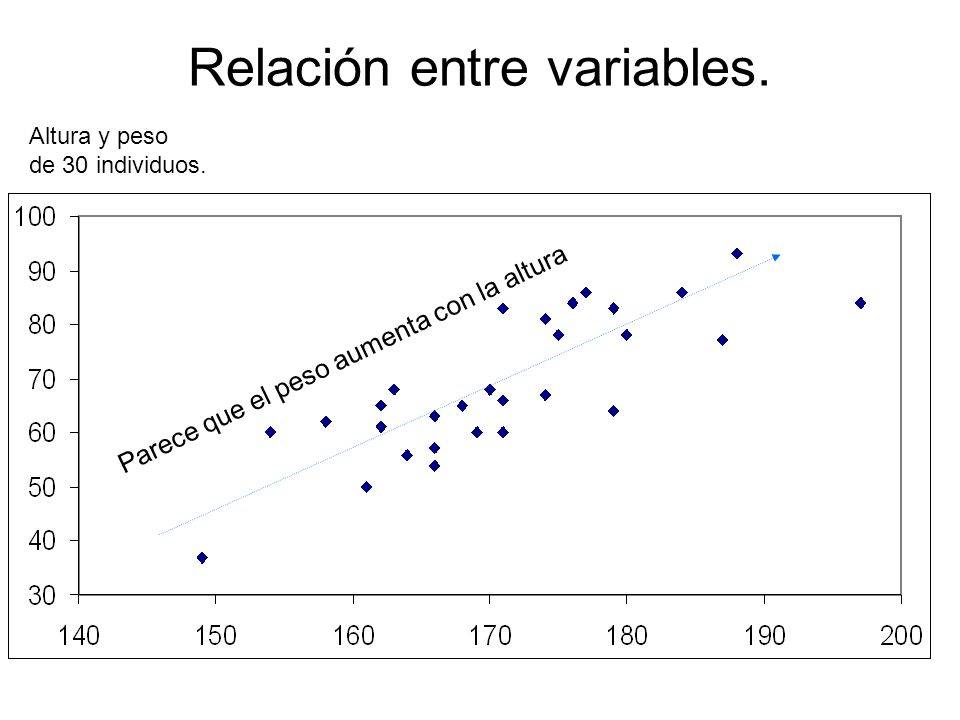 Relación entre variables.
Altura y peso
de 30 individuos.
Parece que el peso aumenta con la altura
100
90
80
70
60
50
40
30
140 150 160 170 180 190 200